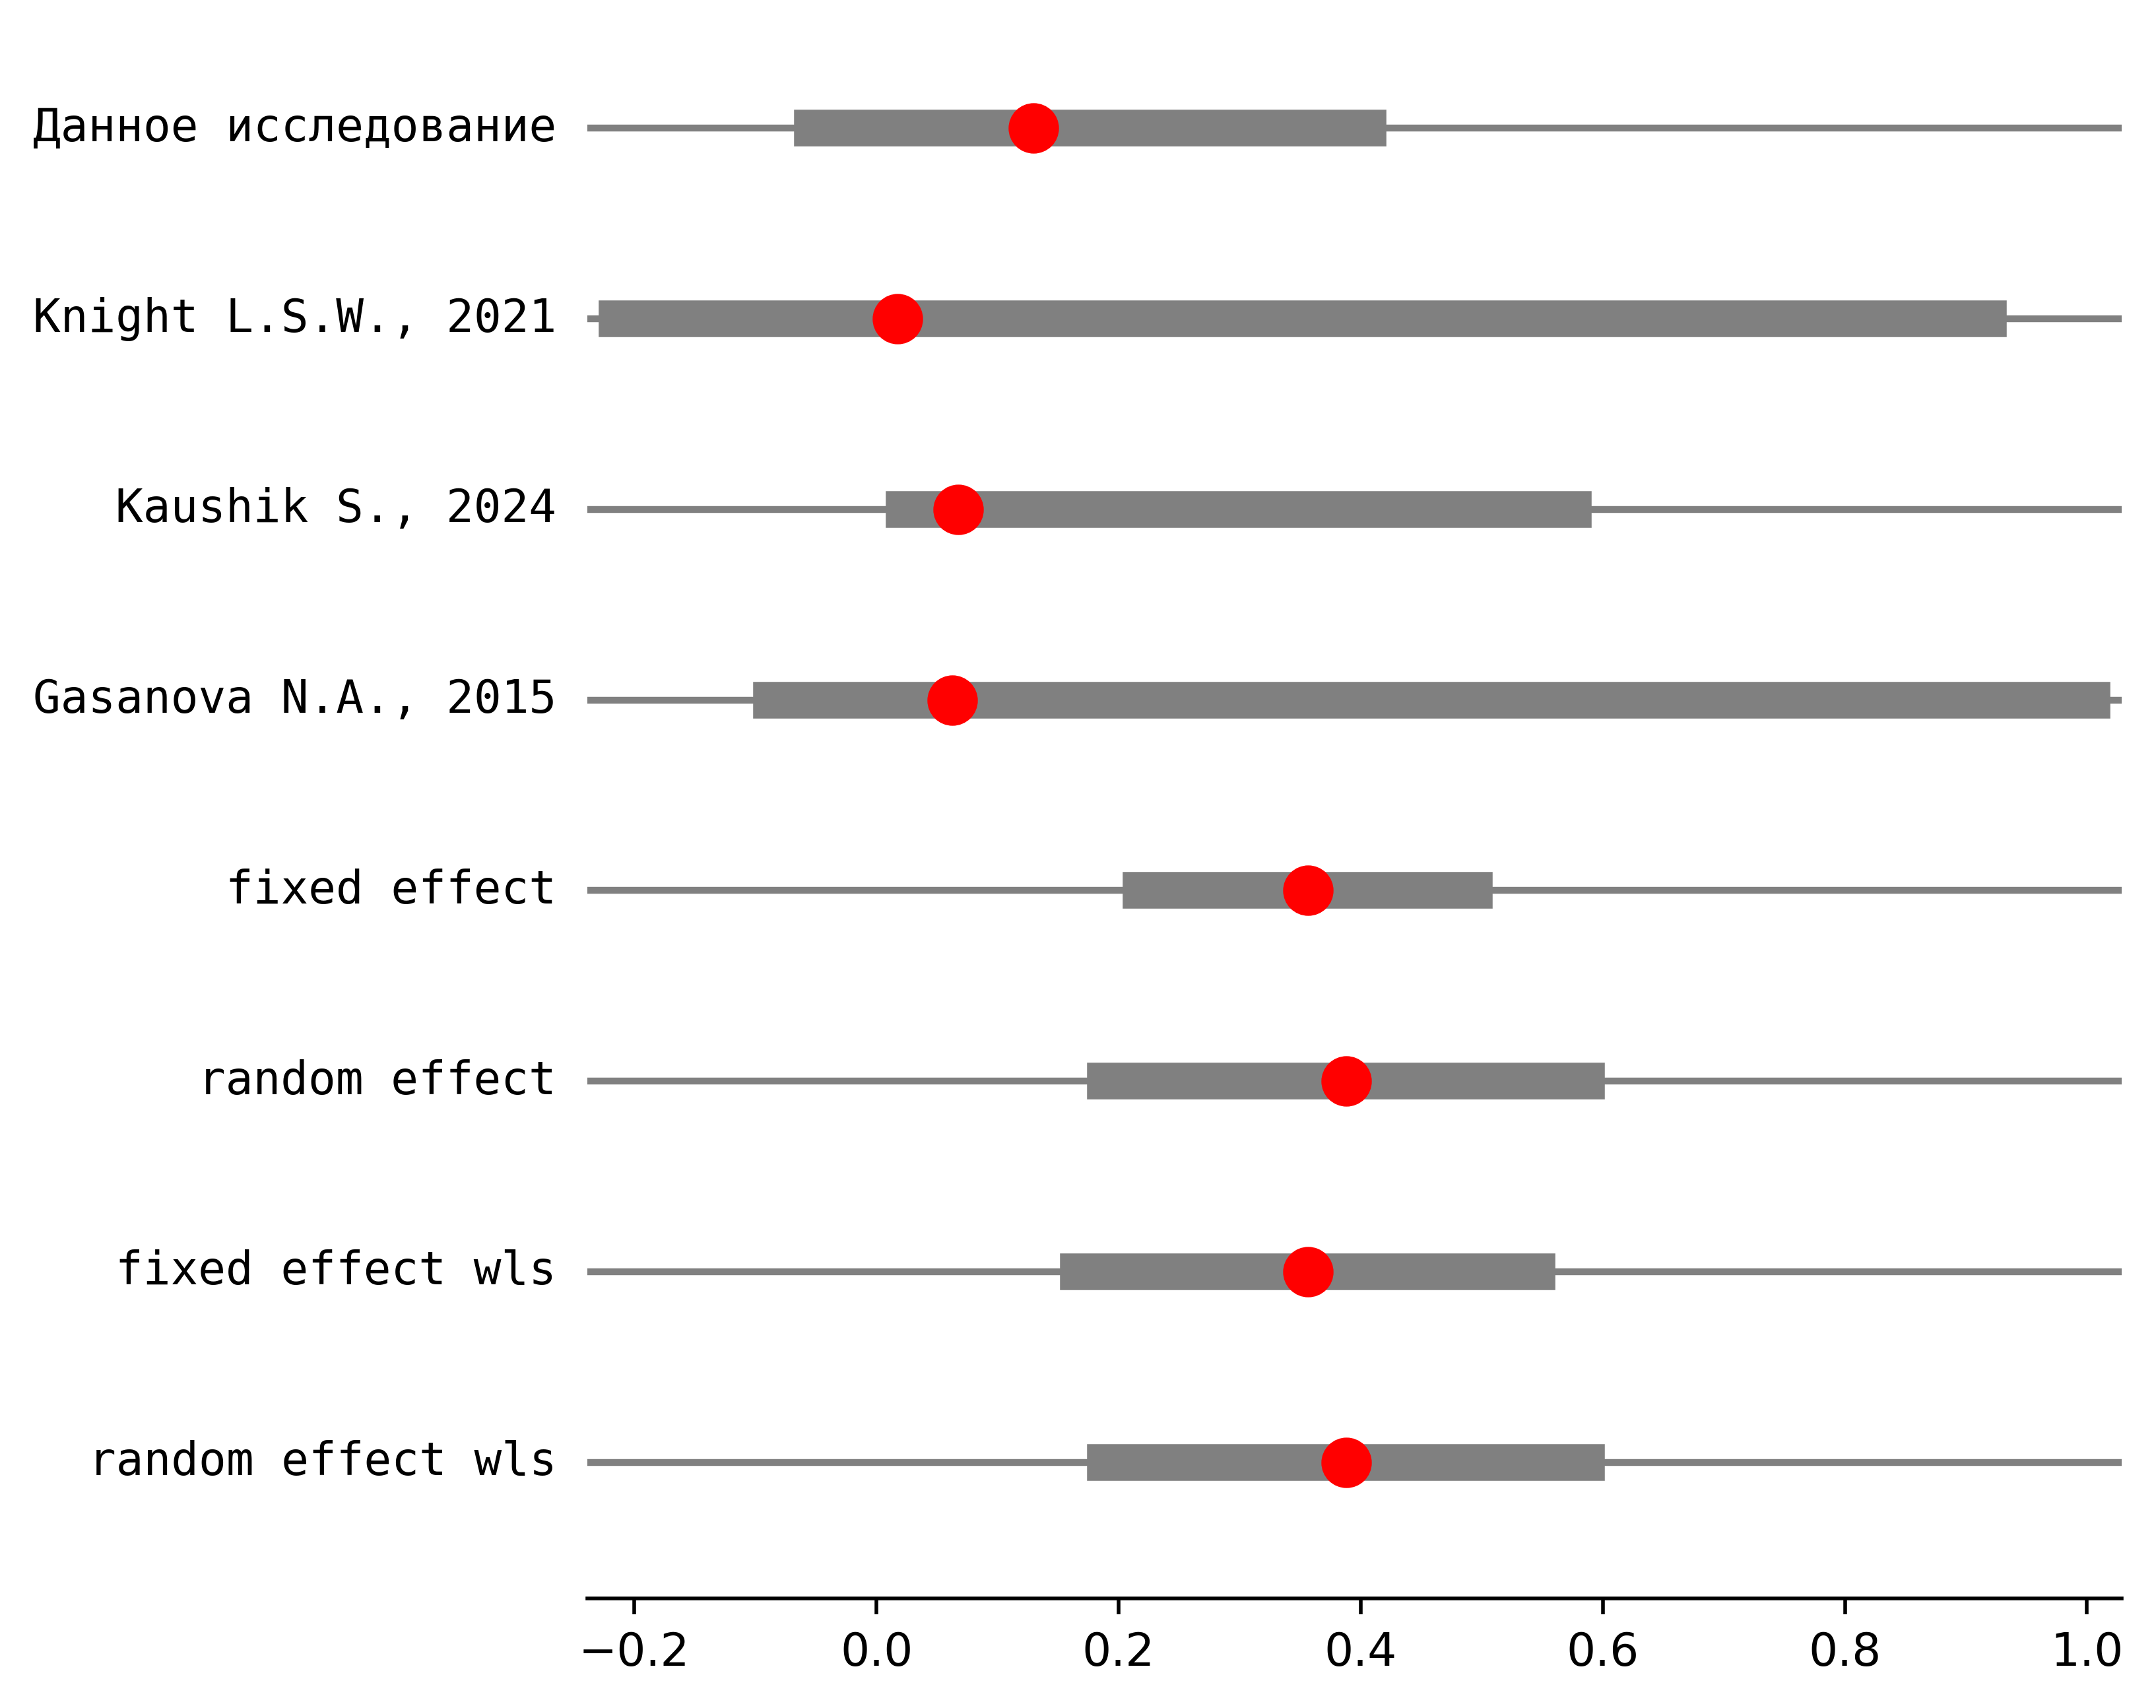 Данное исследование
Knight L.S.W., 2021
Kaushik S., 2024
Gasanova N.A., 2015
fixed effect
random effect
fixed effect wls
random effect wls
−0.2 0.0 0.2 0.4 0.6 0.8 1.0